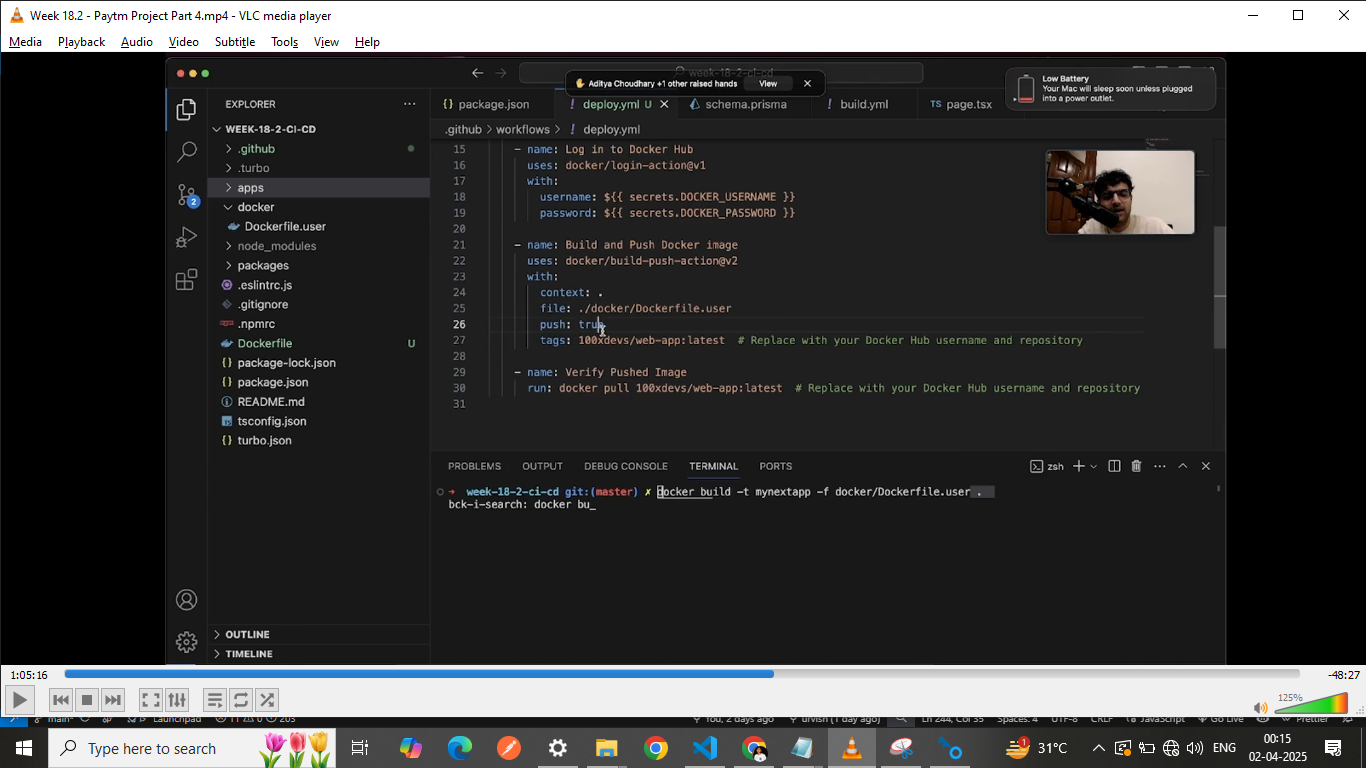 Week 18.2 - Paytm Project Part 4.mp4 - VLC media player
Media Playback Audio Video Subtitle Tools View Help
week-18-2-ci-cd
Aditya Choudhary +1 other raised hands View
Low Battery
Your Mac will sleep soon unless plugged
into a power outlet.
EXPLORER
WEEK-18-2-CI-CD
.github
.turbo
apps
docker
Dockerfile.user
node_modules
packages
.eslintrc.js
.gitignore
.npmrc
Dockerfile U
package-lock.json
package.json
README.md
tsconfig.json
turbo.json
OUTLINE
TIMELINE
2
package.json
deploy.yml U
schema.prisma
build.yml
TS page.tsx
.github > workflows > ! deploy.yml
15 - name: Log in to Docker Hub
16 uses: docker/login-action@v1
17 with:
18 username: ${{ secrets.DOCKER_USERNAME }}
19 password: ${{ secrets.DOCKER_PASSWORD }}
20
21 - name: Build and Push Docker image
22 uses: docker/build-push-action@v2
23 with:
24 context: .
25 file: ./docker/Dockerfile.user
26 push: true
27 tags: 100xdevs/web-app:latest # Replace with your Docker Hub username and repository
28
29 - name: Verify Pushed Image
30 run: docker pull 100xdevs/web-app:latest # Replace with your Docker Hub username and repository
31
PROBLEMS OUTPUT DEBUG CONSOLE TERMINAL PORTS
zsh
week-18-2-ci-cd git:(master) ✗ docker build -t mynextapp -f docker/Dockerfile.user .
bck-i-search: docker bu_
1:05:16
-48:27
125%
main* Launchpad 11 0 203
You, 2 days ago urvish (1 day ago) Ln 244, Col 35 Spaces: 4 UTF-8 CRLF JavaScript Go Live Prettier
Type here to search
31°C
ENG
00:15
02-04-2025